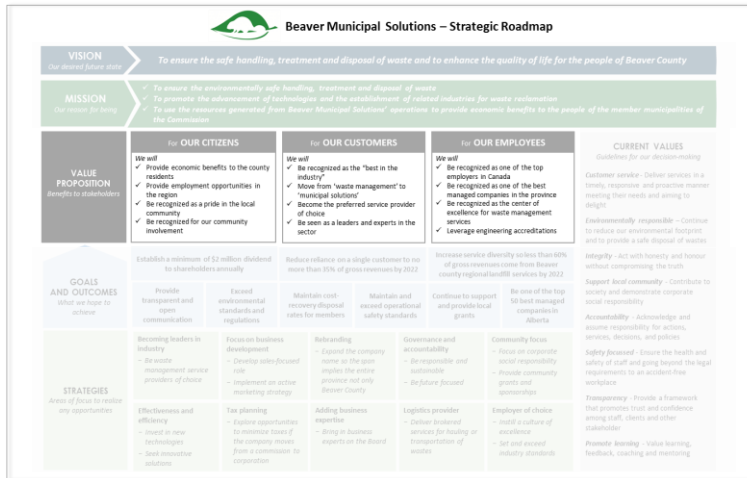 Beaver Municipal Solutions – Strategic Roadmap
VISION
Our desired future state
To ensure the safe handling, treatment and disposal of waste and to enhance the quality of life for the people of Beaver County
MISSION
Our reason for being
✓ To ensure the environmentally safe handling, treatment and disposal of waste
✓ To promote the advancement of technologies and the establishment of related industries for waste reclamation
✓ To use the resources generated from Beaver Municipal Solutions' operations to provide economic benefits to the people of the member municipalities of
the Commission
VALUE
PROPOSITION
Benefits to stakeholders
For OUR CITIZENS
We will
✓ Provide economic benefits to the county
residents
✓ Provide employment opportunities in
the region
✓ Be recognized as a pride in the local
community
✓ Be recognized for our community
involvement
For OUR CUSTOMERS
We will
✓ Be recognized as the "best in the
industry"
✓ Move from 'waste management' to
'municipal solutions'
✓ Become the preferred service provider
of choice
✓ Be seen as a leaders and experts in the
sector
For OUR EMPLOYEES
We will
✓ Be recognized as one of the top
employers in Canada
✓ Be recognized as one of the best
managed companies in the province
✓ Be recognized as the center of
excellence for waste management
services
✓ Leverage engineering accreditations
GOALS
AND OUTCOMES
What we hope to
achieve
Establish a minimum of $2 million dividend
to shareholders annually
Reduce reliance on a single customer to no
more than 35% of gross revenues by 2022
Increase service diversity so less than 60%
of gross revenues come from Beaver
county regional landfill services by 2022
Provide
transparent and
open
communication
Exceed
environmental
standards and
regulations
Maintain cost-
recovery disposal
rates for members
Maintain and
exceed operational
safety standards
Continue to support
and provide local
grants
Be one of the top
50 best managed
companies in
Alberta
STRATEGIES
Areas of focus to realize
any opportunities
Becoming leaders in
industry
– Be waste
management service
providers of choice
Focus on business
development
– Develop sales-focused
role
– Implement an active
marketing strategy
Rebranding
– Expand the company
name as the span
implies the entire
province not only
Beaver County
Governance and
accountability
– Be responsible and
sustainable
– Be future focused
Community focus
– Focus on corporate
social responsibility
– Provide community
grants and
sponsorships
Effectiveness and
efficiency
– Invest in new
technologies
– Seek innovative
solutions
Tax planning
– Explore opportunities
to minimize taxes if
the company moves
from a commission to
corporation
Adding business
expertise
– Bring in business
experts on the Board
Logistics provider
– Deliver brokered
services for hauling or
transportation of
wastes
Employer of choice
– Instill a culture of
excellence
– Set and exceed
industry standards
CURRENT VALUES
Guidelines for our decision-making
Customer service - Deliver services in a
timely, responsive and proactive manner
meeting their needs and aiming to
delight
Environmentally responsible – Continue
to reduce our environmental footprint
and to provide a safe disposal of wastes
Integrity - Act with honesty and honour
without compromising the truth
Support local community - Contribute to
society and demonstrate corporate
social responsibility
Accountability - Acknowledge and
assume responsibility for actions,
services, decisions, and policies
Safety focused - Ensure the health and
safety of staff and going beyond the legal
requirements to an accident-free
workplace
Transparency - Provide a framework
that promotes trust and confidence
among staff, clients and other
stakeholder
Promote learning - Value learning,
feedback, coaching and mentoring